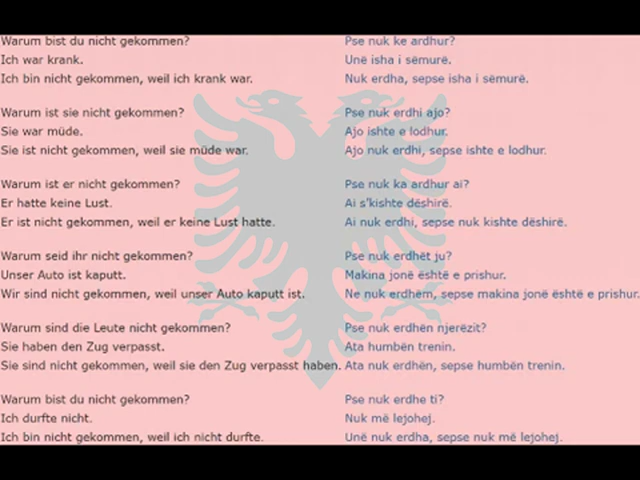 Warum bist du nicht gekommen? Pse nuk ke ardhur?
Ich war krank. Unë isha i sëmurë.
Ich bin nicht gekommen, weil ich krank war. Nuk erdha, sepse isha i sëmurë.
Warum ist sie nicht gekommen? Pse nuk erdhi ajo?
Sie war müde. Ajo ishte e lodhur.
Sie ist nicht gekommen, weil sie müde war. Ajo nuk erdhi, sepse ishte e lodhur.
Warum ist er nicht gekommen? Pse nuk ka ardhur ai?
Er hatte keine Lust. Ai s'kishte dëshirë.
Er ist nicht gekommen, weil er keine Lust hatte. Ai nuk erdhi, sepse nuk kishte dëshirë.
Warum seid ihr nicht gekommen? Pse nuk erdhët ju?
Unser Auto ist kaputt. Makina jonë është e prishur.
Wir sind nicht gekommen, weil unser Auto kaputt ist. Ne nuk erdhëm, sepse makina jonë është e prishur.
Warum sind die Leute nicht gekommen? Pse nuk erdhën njerëzit?
Sie haben den Zug verpasst. Ata humbën trenin.
Sie sind nicht gekommen, weil sie den Zug verpasst haben. Ata nuk erdhën, sepse humbën trenin.
Warum bist du nicht gekommen? Pse nuk erdhe ti?
Ich durfte nicht. Nuk më lejohej.
Ich bin nicht gekommen, weil ich nicht durfte. Unë nuk erdha, sepse nuk më lejohej.